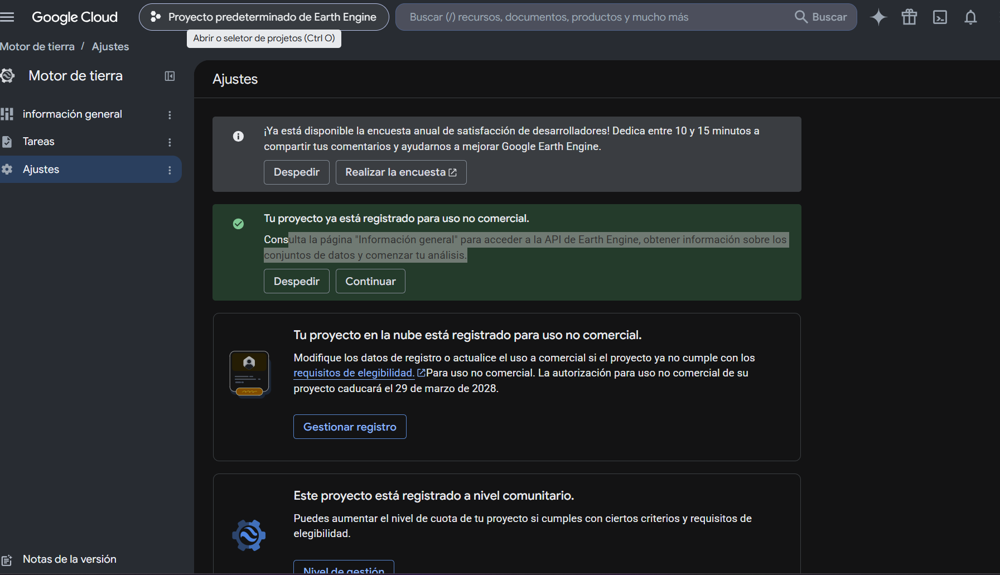 Google Cloud
Proyecto predeterminado de Earth Engine
Buscar (/) recursos, documentos, productos y mucho más
Buscar
Abrir o seletor de projetos (Ctrl O)
Motor de tierra / Ajustes
Motor de tierra
información general
Tareas
Ajustes
Notas de la versión
Ajustes
¡Ya está disponible la encuesta anual de satisfacción de desarrolladores! Dedica entre 10 y 15 minutos a
compartir tus comentarios y ayudarnos a mejorar Google Earth Engine.
Despedir
Realizar la encuesta
Tu proyecto ya está registrado para uso no comercial.
Consulta la página "Información general" para acceder a la API de Earth Engine, obtener información sobre los
conjuntos de datos y comenzar tu análisis.
Despedir
Continuar
Tu proyecto en la nube está registrado para uso no comercial.
Modifique los datos de registro o actualice el uso a comercial si el proyecto ya no cumple con los
requisitos de elegibilidad. Para uso no comercial. La autorización para uso no comercial de su
proyecto caducará el 29 de marzo de 2028.
Gestionar registro
Este proyecto está registrado a nivel comunitario.
Puedes aumentar el nivel de cuota de tu proyecto si cumples con ciertos criterios y requisitos de
elegibilidad.
Nivel de gestión